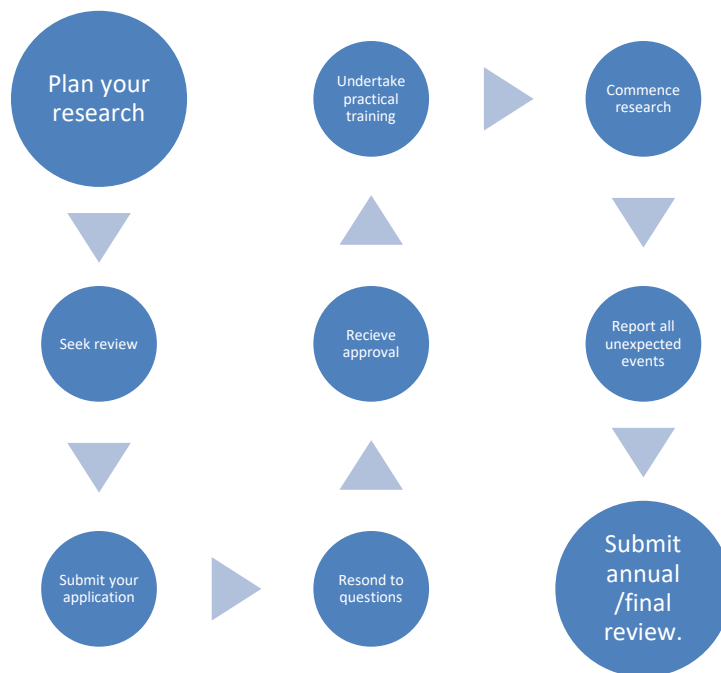 Plan your
research
Seek review
Submit your
application
Resond to
questions
Recieve
approval
Undertake
practical
training
Commence
research
Report all
unexpected
events
Submit
annual
/final
review.